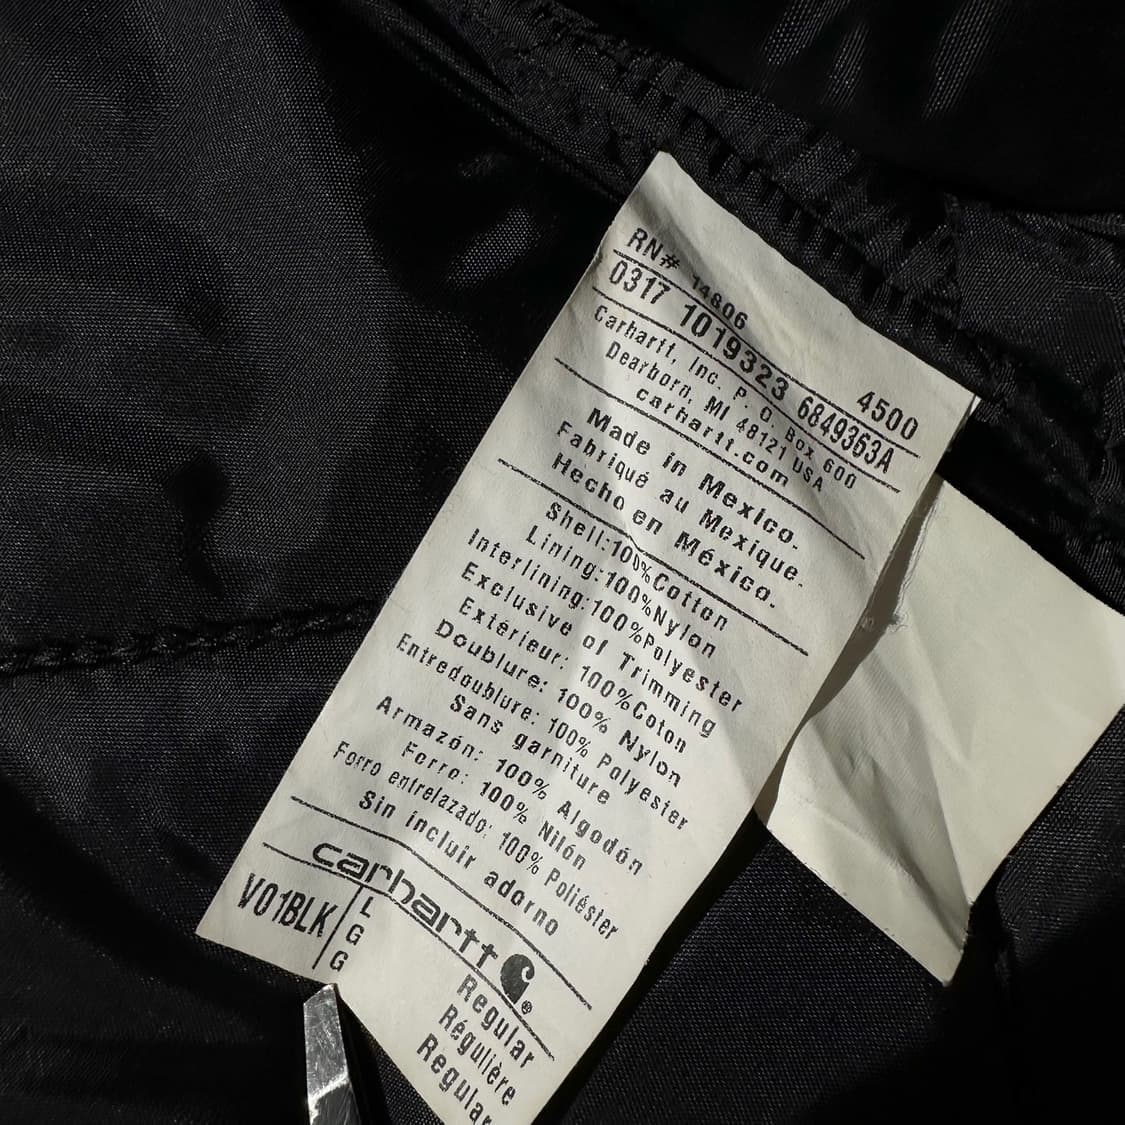 RN# 14806 4500
0317 1019323 6849363A
Carhartt, Inc. P.O. Box 600
Dearborn, MI 48121 USA
carhartt.com
Made in Mexico.
Fabriqué au Mexique.
Hecho en México.
Shell:100%Cotton
Lining:100%Nylon
Interlining:100%Polyester
Exclusive of Trimming
Extérieur: 100%Coton
Doublure: 100% Nylon
Entredoublure: 100% Polyester
Sans garniture
Armazón: 100% Algodón
Forro: 100% Nilón
Forro entrelazado: 100% Poliéster
Sin incluir adorno
carhartt
V01BLK
L Regular
G Régulière
G Regular